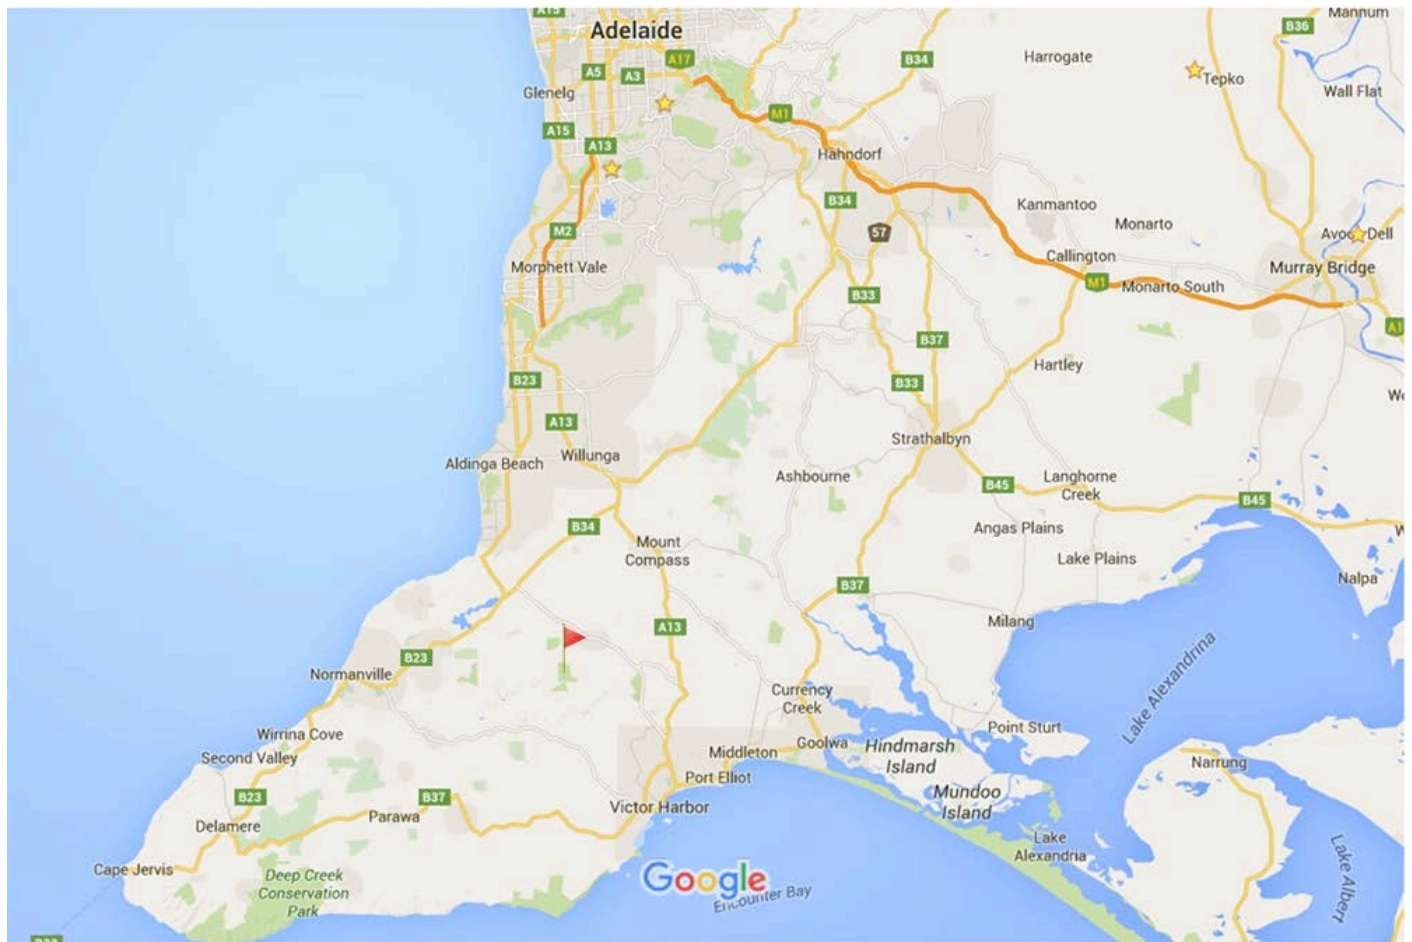 A15
Adelaide
Mannum
B36
A17
B34
Harrogate
A5
A3
Tepko
Glenelg
Wall Flat
M1
A15
A13
Hahndorf
B34
Kanmantoo
Monarto
57
M2
Dell
Callington
Morphett Vale
Murray Bridge
M1
Monarto South
B33
B37
Hartley
B23
B33
A13
Strathalbyn
Willunga
Aldinga Beach
Ashbourne
Langhorne
Creek
B45
B45
B34
Angas Plains
Mount
Compass
Lake Plains
Nalpa
B37
Milang
A13
B23
Normanville
Lake Alexandrina
Currency
Creek
Point Sturt
Wirrina Cove
Goolwa
Hindmarsh
Island
Middleton
Second Valley
Narrung
Port Elliot
B23
B37
Mundoo
Island
Victor Harbor
Parawa
Delamere
Lake
Alexandria
Cape Jervis
Deep Creek
Conservation
Park
Google
Encounter Bay
Lake Albert